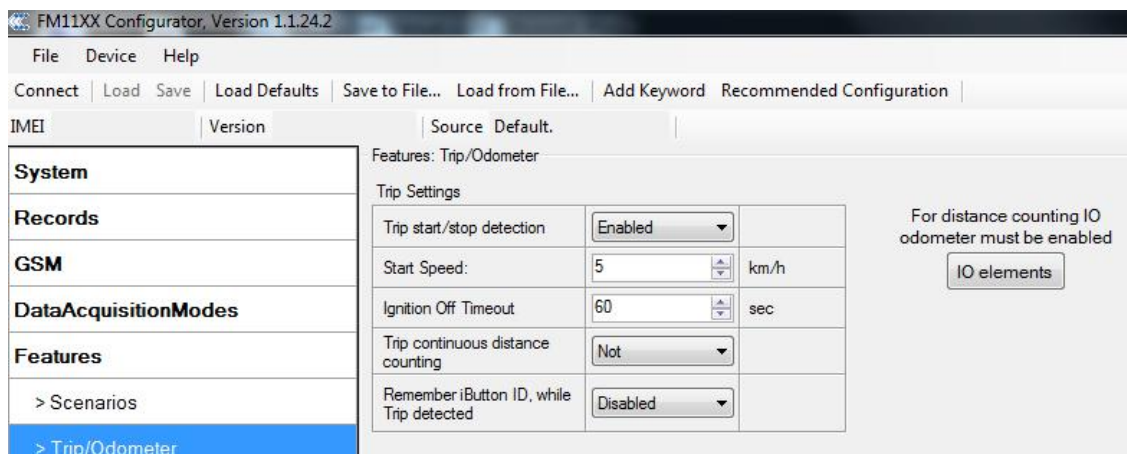 FM11XX Configurator, Version 1.1.24.2
File Device Help
Connect Load Save Load Defaults Save to File... Load from File... Add Keyword Recommended Configuration
IMEI Version Source Default.
System
Records
GSM
DataAcquisitionModes
Features
> Scenarios
> Trip/Odometer
Features: Trip/Odometer
Trip Settings
Trip start/stop detection Enabled
Start Speed: 5 km/h
Ignition Off Timeout 60 sec
Trip continuous distance
counting
Not
Remember iButton ID, while
Trip detected
Disabled
For distance counting IO
odometer must be enabled
IO elements